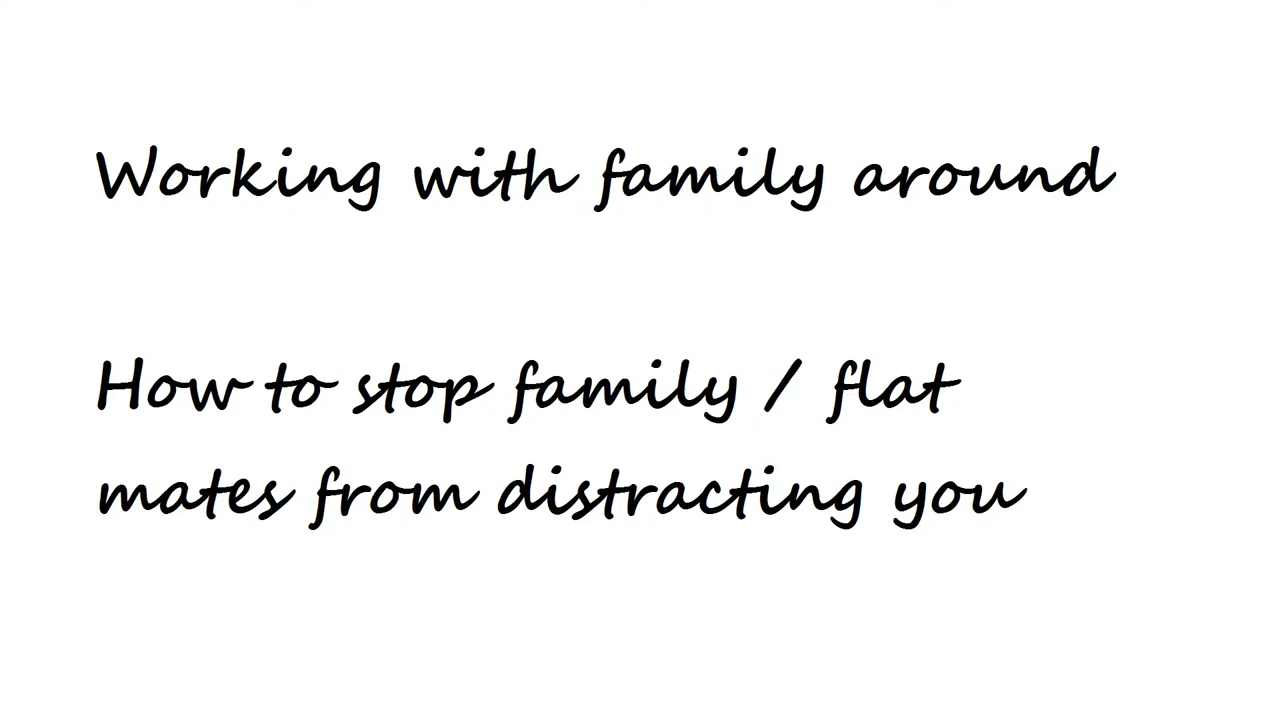 Working with family around
How to stop family / flat
mates from distracting you